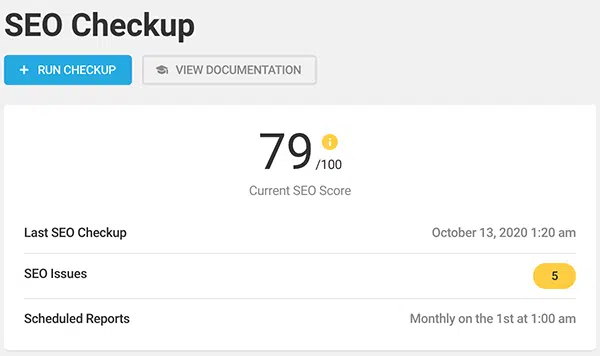 SEO Checkup
+ RUN CHECKUP
VIEW DOCUMENTATION
79/100
Current SEO Score
Last SEO Checkup October 13, 2020 1:20 am
SEO Issues 5
Scheduled Reports Monthly on the 1st at 1:00 am